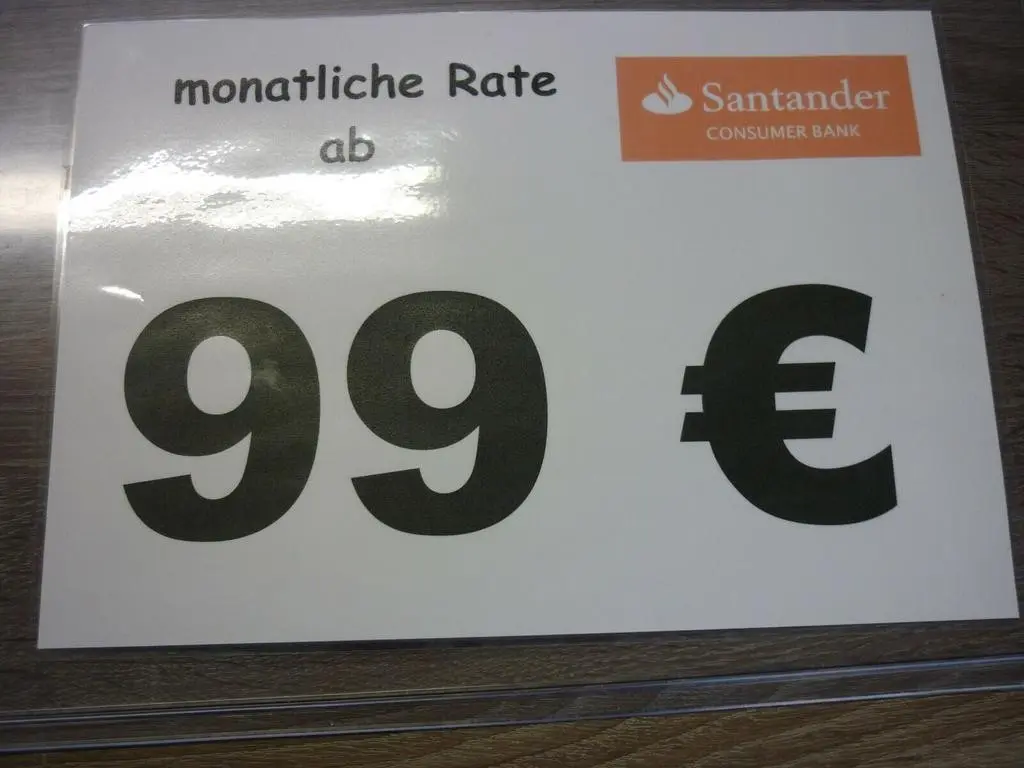 monatliche Rate
ab
Santander
CONSUMER BANK
99 €